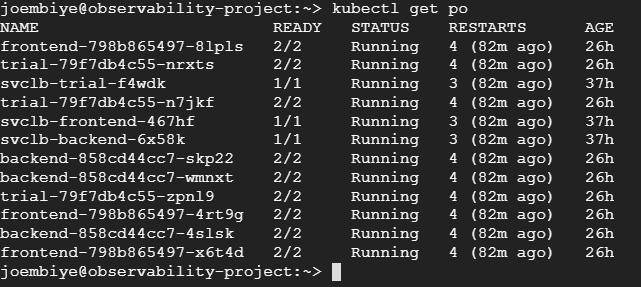 joembiye@observability-project:~> kubectl get po
NAME READY STATUS RESTARTS AGE
frontend-798b865497-8lpls 2/2 Running 4 (82m ago) 26h
trial-79f7db4c55-nrxts 2/2 Running 4 (82m ago) 26h
svclb-trial-f4wdk 1/1 Running 3 (82m ago) 37h
trial-79f7db4c55-n7jkf 2/2 Running 4 (82m ago) 26h
svclb-frontend-467hf 1/1 Running 3 (82m ago) 37h
svclb-backend-6x58k 1/1 Running 3 (82m ago) 37h
backend-858cd44cc7-skp22 2/2 Running 4 (82m ago) 26h
backend-858cd44cc7-wmnxt 2/2 Running 4 (82m ago) 26h
trial-79f7db4c55-zpnl9 2/2 Running 4 (82m ago) 26h
frontend-798b865497-4rt9g 2/2 Running 4 (82m ago) 26h
backend-858cd44cc7-4slsk 2/2 Running 4 (82m ago) 26h
frontend-798b865497-x6t4d 2/2 Running 4 (82m ago) 26h
joembiye@observability-project:~>